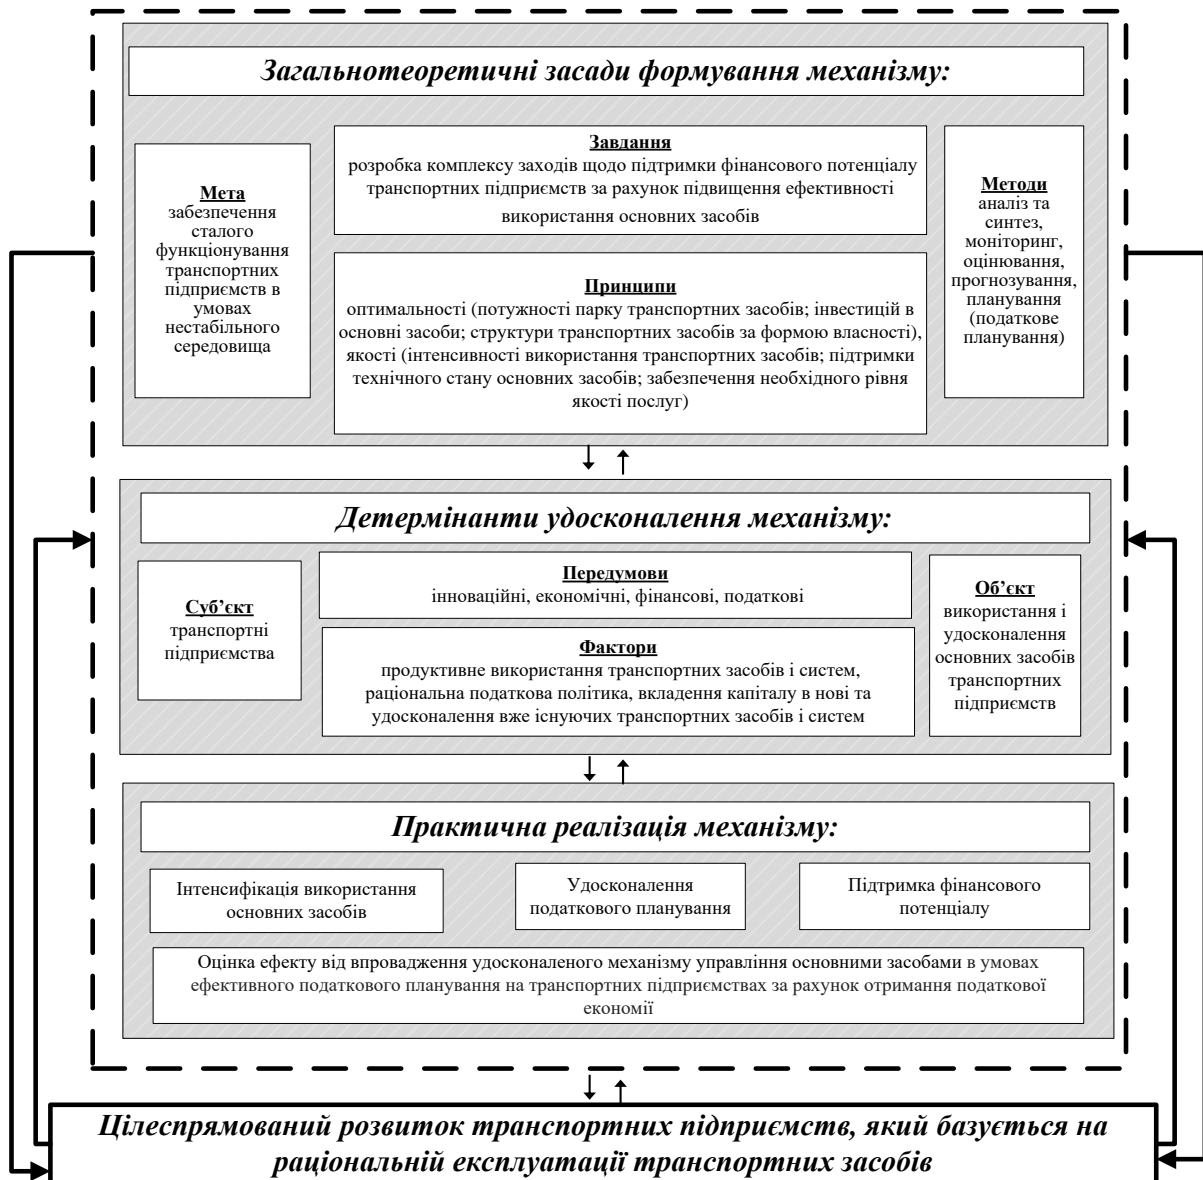 Загальнотеоретичні засади формування механізму:
Мета
забезпечення
сталого
функціонування
транспортних
підприємств в
умовах
нестабільного
середовища
Завдання
розробка комплексу заходів щодо підтримки фінансового потенціалу
транспортних підприємств за рахунок підвищення ефективності
використання основних засобів
Принципи
оптимальності (потужності парку транспортних засобів; інвестицій в
основні засоби; структури транспортних засобів за формою власності),
якості (інтенсивності використання транспортних засобів; підтримки
технічного стану основних засобів; забезпечення необхідного рівня
якості послуг)
Методи
аналіз та
синтез,
моніторинг,
оцінювання,
прогнозування,
планування
(податкове
планування)
Детермінанти удосконалення механізму:
Суб’єкт
транспортні
підприємства
Передумови
інноваційні, економічні, фінансові, податкові
Фактори
продуктивне використання транспортних засобів і систем,
раціональна податкова політика, вкладення капіталу в нові та
удосконалення вже існуючих транспортних засобів і систем
Об’єкт
використання і
удосконалення
основних засобів
транспортних
підприємств
Практична реалізація механізму:
Інтенсифікація використання
основних засобів
Удосконалення
податкового планування
Підтримка фінансового
потенціалу
Оцінка ефекту від впровадження удосконаленого механізму управління основними засобами в умовах
ефективного податкового планування на транспортних підприємствах за рахунок отримання податкової
економії
Цілеспрямований розвиток транспортних підприємств, який базується на
раціональній експлуатації транспортних засобів